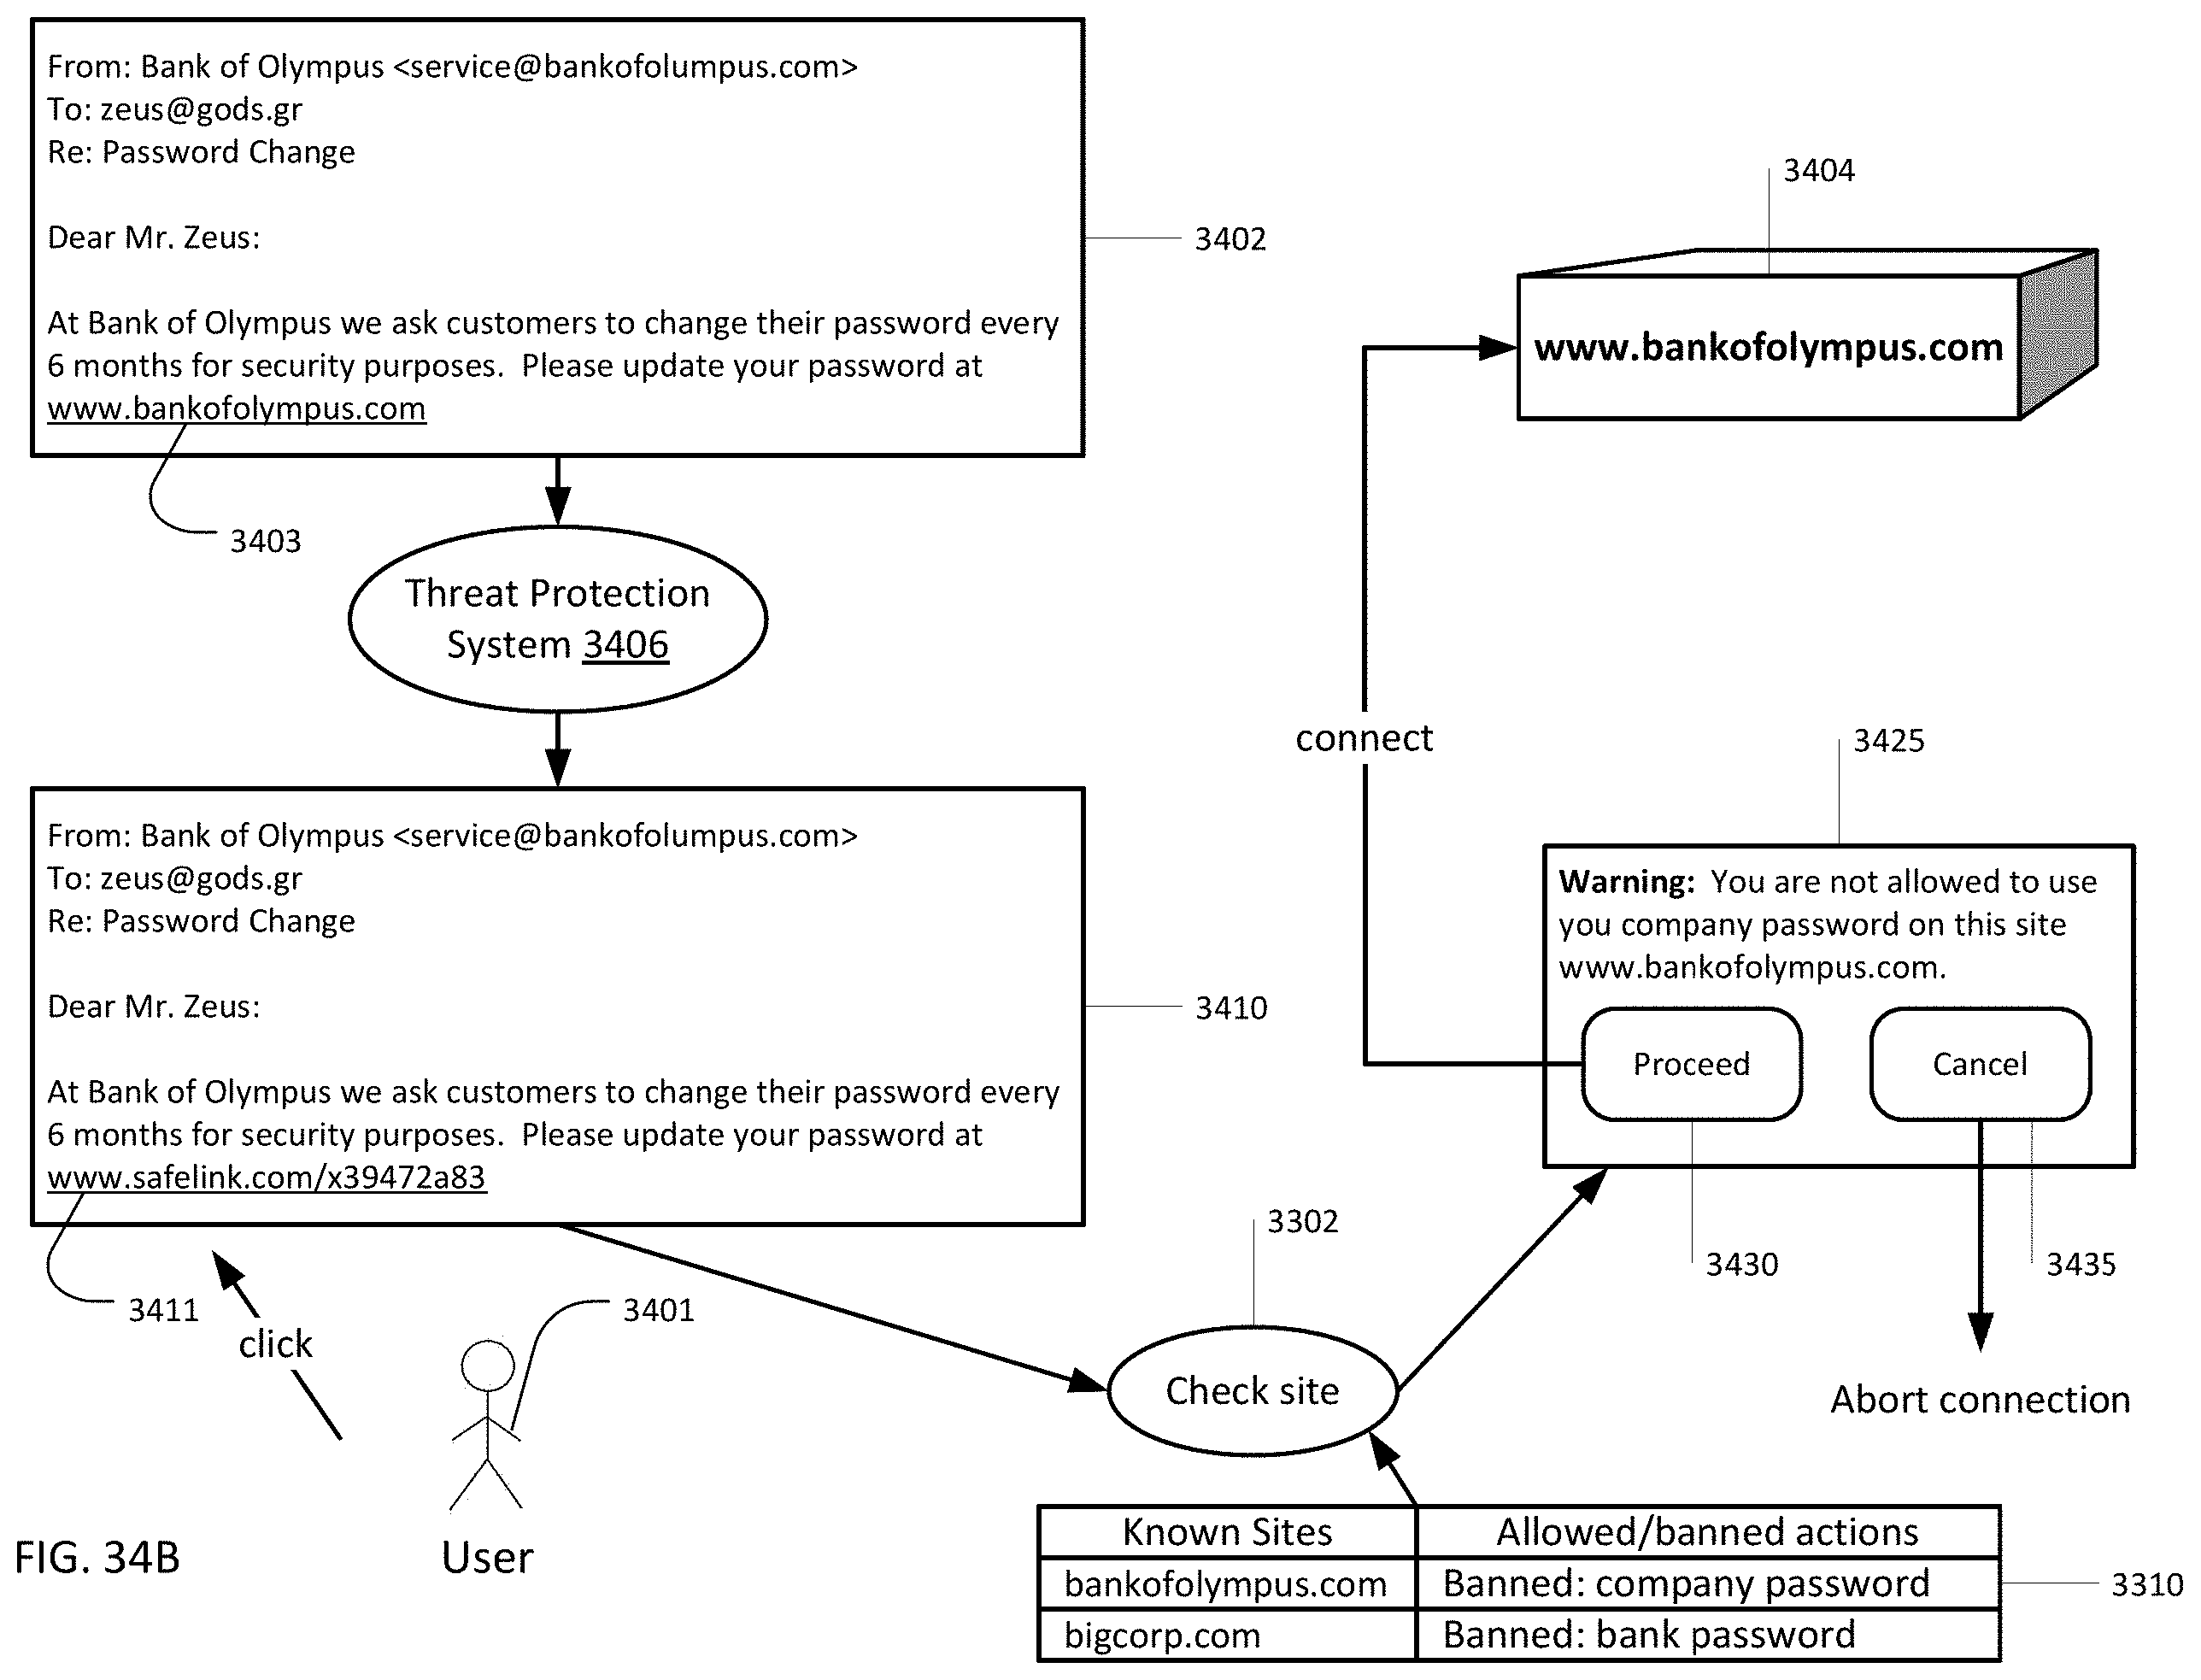 From: Bank of Olympus <service@bankofolumpus.com>
To: zeus@gods.gr
Re: Password Change
Dear Mr. Zeus:
At Bank of Olympus we ask customers to change their password every
6 months for security purposes.  Please update your password at
www.bankofolympus.com
3402
3403
3404
www.bankofolympus.com
Threat Protection
System 3406
connect
From: Bank of Olympus <service@bankofolumpus.com>
To: zeus@gods.gr
Re: Password Change
Dear Mr. Zeus:
At Bank of Olympus we ask customers to change their password every
6 months for security purposes.  Please update your password at
www.safelink.com/x39472a83
3410
3411
3425
Warning:  You are not allowed to use
you company password on this site
www.bankofolympus.com.
Proceed
Cancel
3430
3435
Abort connection
click
3401
User
3302
Check site
Known Sites
Allowed/banned actions
bankofolympus.com
Banned: company password
bigcorp.com
Banned: bank password
3310
FIG. 34B